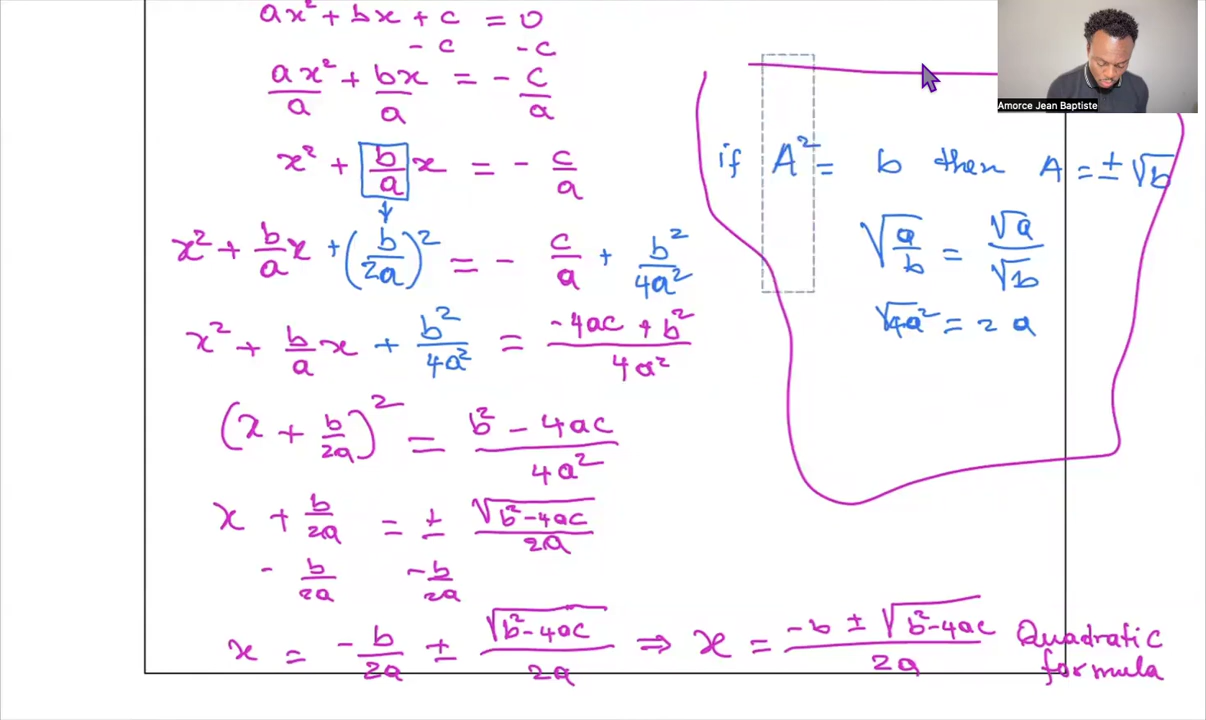 ax² + bx + c = 0
- c    - c
ax²/a + bx/a = - c/a
x² + b/a x = - c/a
x² + b/a x + (b/2a)² = - c/a + b²/4a²
x² + b/a x + b²/4a² = (-4ac + b²)/4a²
(x + b/2a)² = (b² - 4ac)/4a²
x + b/2a = ± √(b²-4ac)/2a
- b/2a    - b/2a
x = - b/2a ± √(b²-4ac)/2a ⇒ x = (-b ± √(b²-4ac))/2a Quadratic
formula
if A² = b then A = ± √b
√(a/b) = √a/√b
√4a² = 2a
Amorce Jean Baptiste